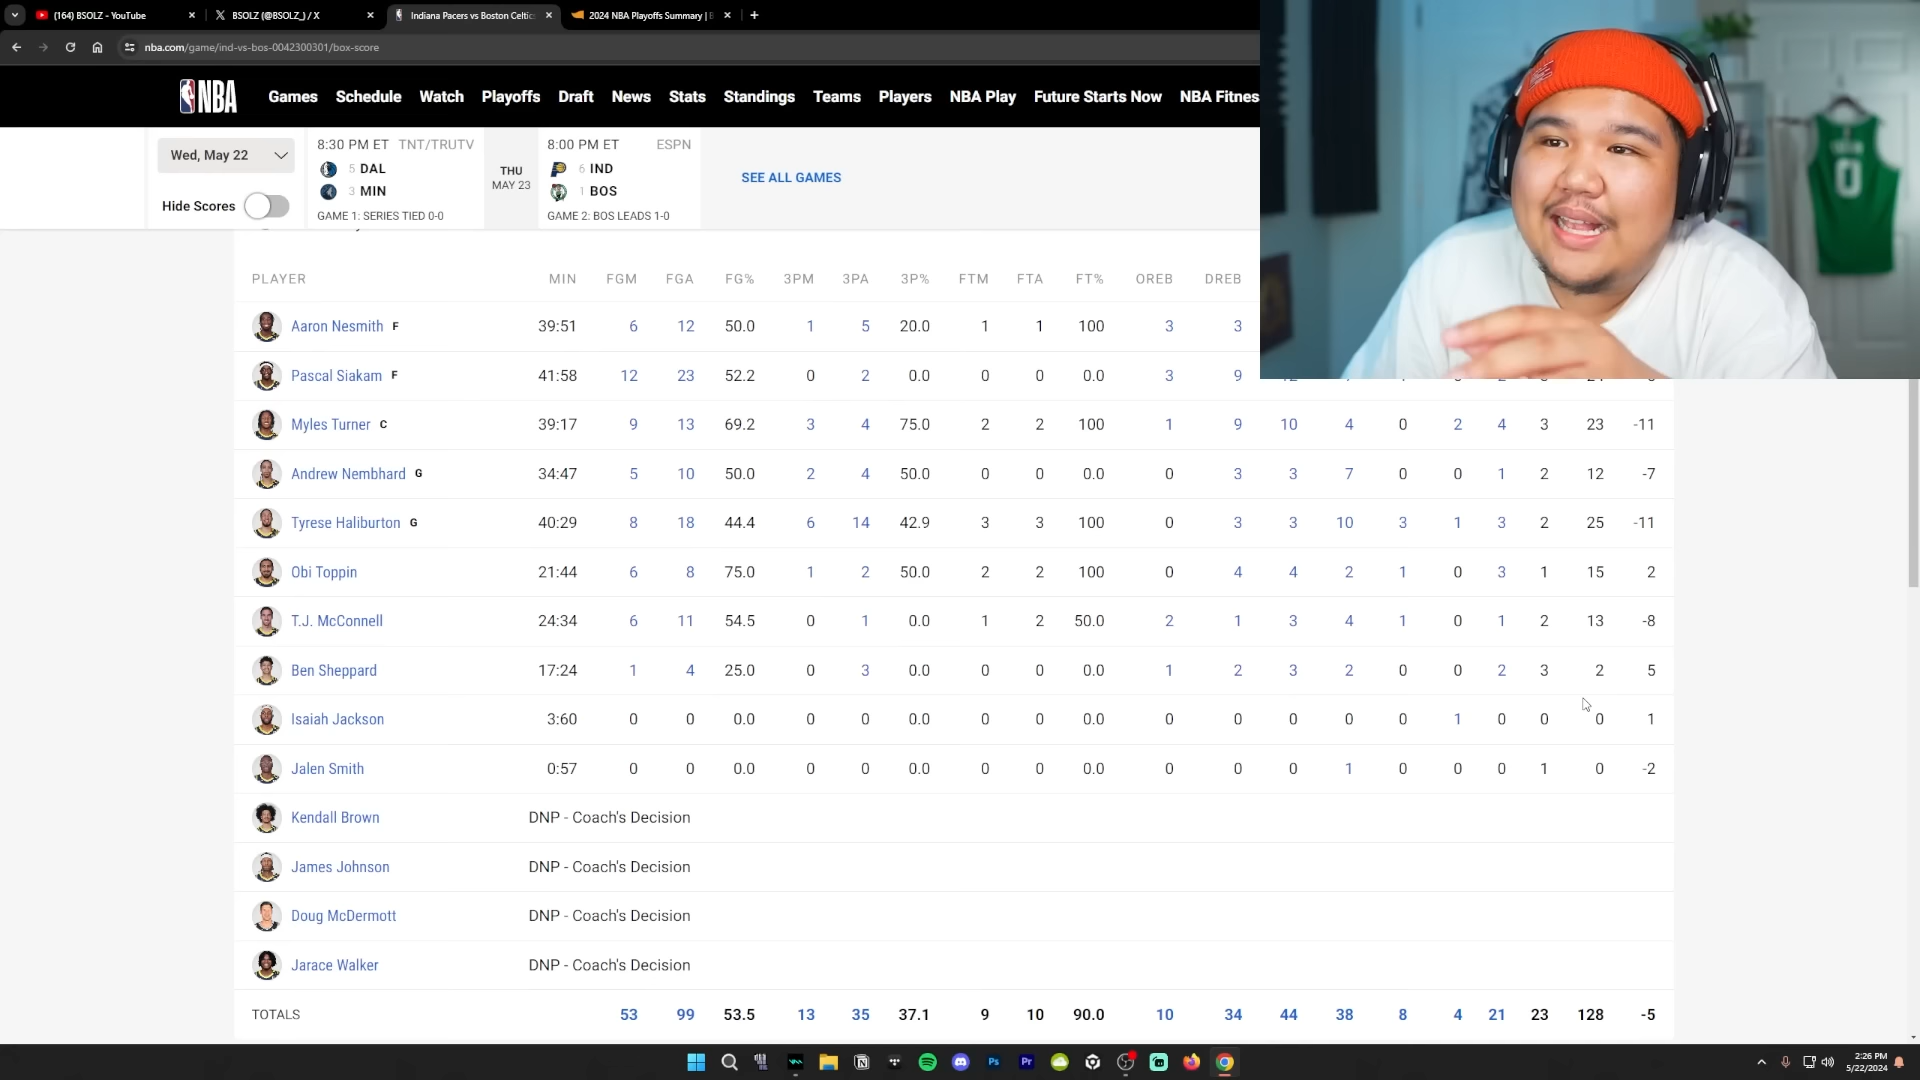 (164) BSOLZ - YouTube
BSOLZ (@BSOLZ_) / X
Indiana Pacers vs Boston Celtic
2024 NBA Playoffs Summary | B
nba.com/game/ind-vs-bos-0042300301/box-score
NBA Games Schedule Watch Playoffs Draft News Stats Standings Teams Players NBA Play Future Starts Now NBA Fitnes
Wed, May 22
Hide Scores
8:30 PM ET TNT/TRUTV
5 DAL
3 MIN
GAME 1: SERIES TIED 0-0
THU
MAY 23
8:00 PM ET ESPN
6 IND
1 BOS
GAME 2: BOS LEADS 1-0
SEE ALL GAMES
PLAYER MIN FGM FGA FG% 3PM 3PA 3P% FTM FTA FT% OREB DREB
Aaron Nesmith F 39:51 6 12 50.0 1 5 20.0 1 1 100 3 3
Pascal Siakam F 41:58 12 23 52.2 0 2 0.0 0 0 0.0 3 9
Myles Turner C 39:17 9 13 69.2 3 4 75.0 2 2 100 1 9 10 4 0 2 4 3 23 -11
Andrew Nembhard G 34:47 5 10 50.0 2 4 50.0 0 0 0.0 0 3 3 7 0 0 1 2 12 -7
Tyrese Haliburton G 40:29 8 18 44.4 6 14 42.9 3 3 100 0 3 3 10 3 1 3 2 25 -11
Obi Toppin 21:44 6 8 75.0 1 2 50.0 2 2 100 0 4 4 2 1 0 3 1 15 2
T.J. McConnell 24:34 6 11 54.5 0 1 0.0 1 2 50.0 2 1 3 4 1 0 1 2 13 -8
Ben Sheppard 17:24 1 4 25.0 0 3 0.0 0 0 0.0 1 2 3 2 0 0 2 3 2 5
Isaiah Jackson 3:60 0 0 0.0 0 0 0.0 0 0 0.0 0 0 0 0 0 1 0 0 0 1
Jalen Smith 0:57 0 0 0.0 0 0 0.0 0 0 0.0 0 0 0 1 0 0 0 1 0 -2
Kendall Brown DNP - Coach's Decision
James Johnson DNP - Coach's Decision
Doug McDermott DNP - Coach's Decision
Jarace Walker DNP - Coach's Decision
TOTALS 53 99 53.5 13 35 37.1 9 10 90.0 10 34 44 38 8 4 21 23 128 -5
0
Ps
Pr
2:26 PM
5/22/2024